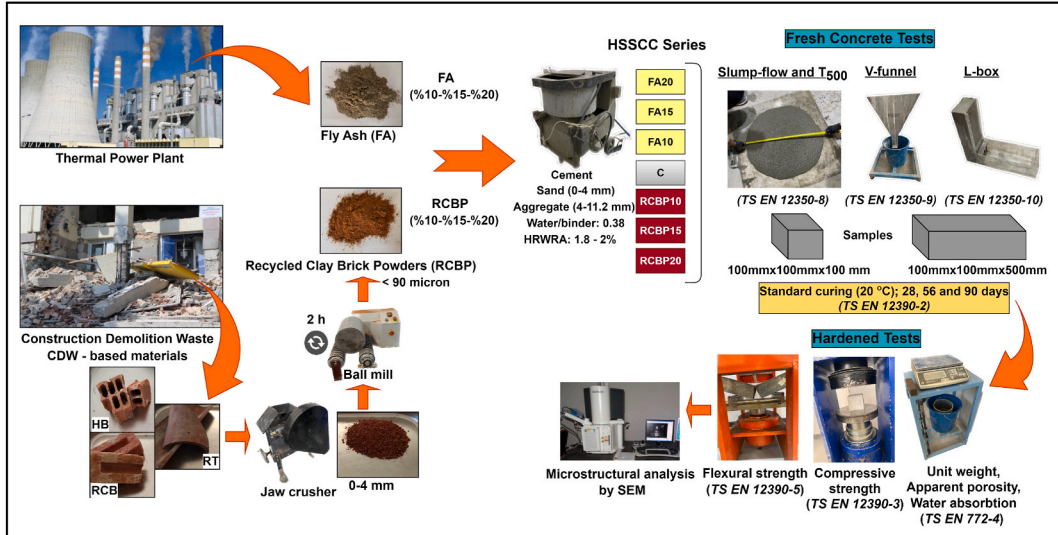 Thermal Power Plant
Fly Ash (FA)
FA
(%10-%15-%20)
RCBP
(%10-%15-%20)
Recycled Clay Brick Powders (RCBP)
< 90 micron
2 h
Ball mill
Construction Demolition Waste
CDW - based materials
HB
RCB
RT
Jaw crusher
0-4 mm
Cement
Sand (0-4 mm)
Aggregate (4-11.2 mm)
Water/binder: 0.38
HRWRA: 1.8 - 2%
HSSCC Series
FA20
FA15
FA10
C
RCBP10
RCBP15
RCBP20
Fresh Concrete Tests
Slump-flow and T500
V-funnel
L-box
(TS EN 12350-8)
(TS EN 12350-9)
(TS EN 12350-10)
Samples
100mmx100mmx100 mm
100mmx100mmx500mm
Standard curing (20 °C); 28, 56 and 90 days
(TS EN 12390-2)
Hardened Tests
Microstructural analysis
by SEM
Flexural strength
(TS EN 12390-5)
Compressive
strength
(TS EN 12390-3)
Unit weight,
Apparent porosity,
Water absorbtion
(TS EN 772-4)